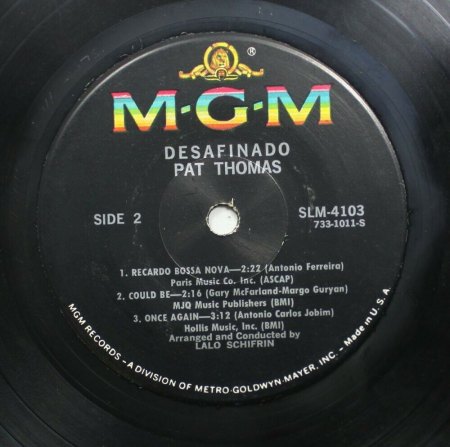 ®
M·G·M
DESAFINADO
PAT THOMAS
SIDE 2
SLM-4103
733-1011-S
1. RECARDO BOSSA NOVA—2:22 (Antonio Ferreira)
Paris Music Co. Inc. (ASCAP)
2. COULD BE—2:16 (Gary McFarland-Margo Guryan)
MJQ Music Publishers (BMI)
3. ONCE AGAIN—3:12 (Antonio Carlos Jobim)
Hollis Music, Inc. (BMI)
Arranged and Conducted by
LALO SCHIFRIN
MGM RECORDS - A DIVISION OF METRO-GOLDWYN-MAYER, INC. - Made in U.S.A.